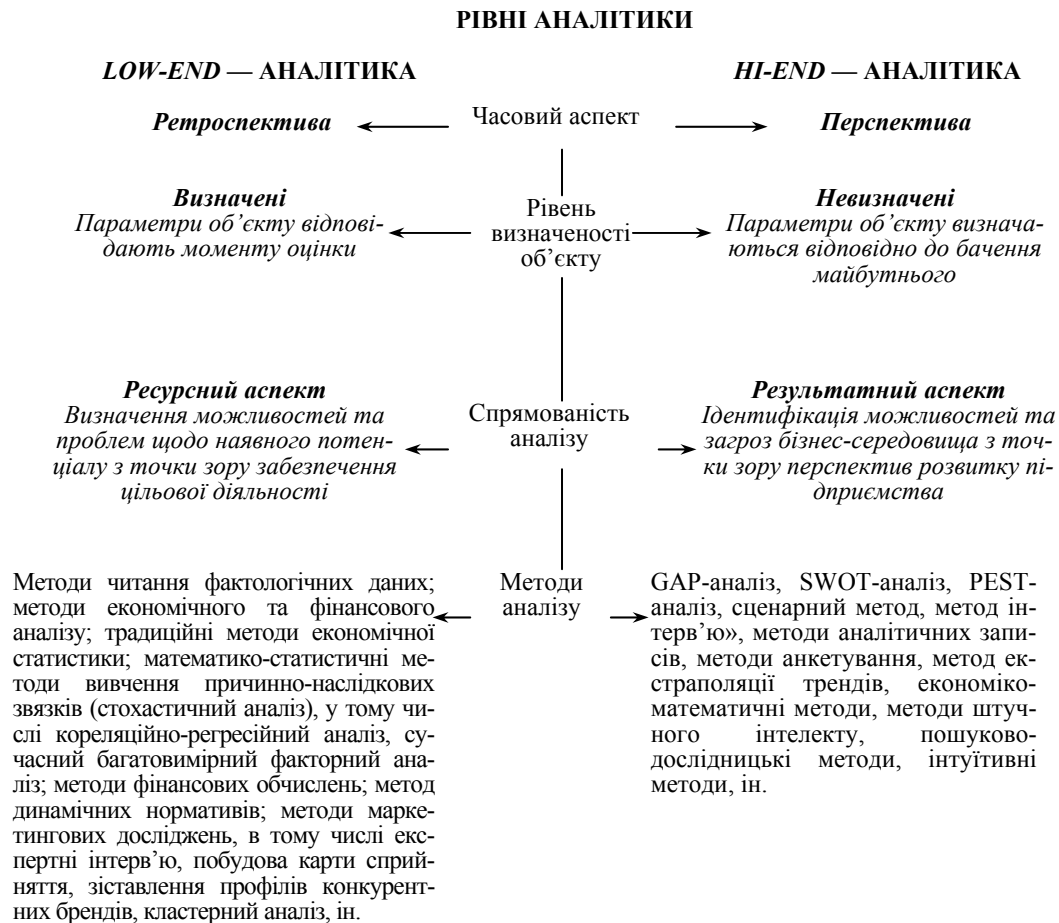 РІВНІ АНАЛІТИКИ
LOW-END — АНАЛІТИКА
HI-END — АНАЛІТИКА
Ретроспектива
Часовий аспект
Перспектива
Визначені
Параметри об’єкту відпові-
дають моменту оцінки
Рівень
визначеності
об’єкту
Невизначені
Параметри об’єкту визнача-
ються відповідно до бачення
майбутнього
Ресурсний аспект
Визначення можливостей та
проблем щодо наявного потен-
ціалу з точки зору забезпечення
цільової діяльності
Спрямованість
аналізу
Результатний аспект
Ідентифікація можливостей та
загроз бізнес-середовища з точ-
ки зору перспектив розвитку пі-
дприємства
Методи читання фактологічних даних;
методи економічного та фінансового
аналізу; традиційні методи економічної
статистики; математико-статистичні ме-
тоди вивчення причинно-наслідкових
звязків (стохастичний аналіз), у тому чи-
слі кореляційно-регресійний аналіз, су-
часний багатовимірний факторний ана-
ліз; методи фінансових обчислень; метод
динамічних нормативів; методи марке-
тингових досліджень, в тому числі екс-
пертні інтерв’ю, побудова карти сприй-
няття, зіставлення профілів конкурент-
них брендів, кластерний аналіз, ін.
Методи
аналізу
GAP-аналіз, SWOT-аналіз, PEST-
аналіз, сценарний метод, метод ін-
терв’ю», методи аналітичних запи-
сів, методи анкетування, метод ек-
страполяції трендів, економіко-
математичні методи, методи штуч-
ного інтелекту, пошуково-
дослідницькі методи, інтуїтивні
методи, ін.